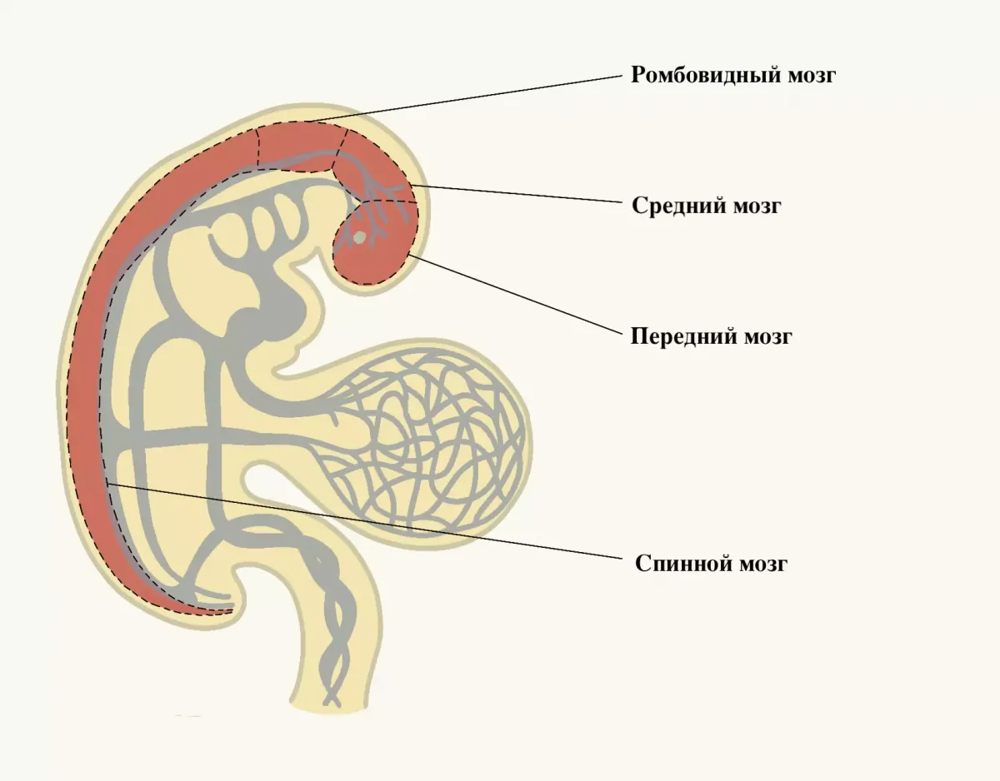 Ромбовидный мозг
Средний мозг
Передний мозг
Спинной мозг